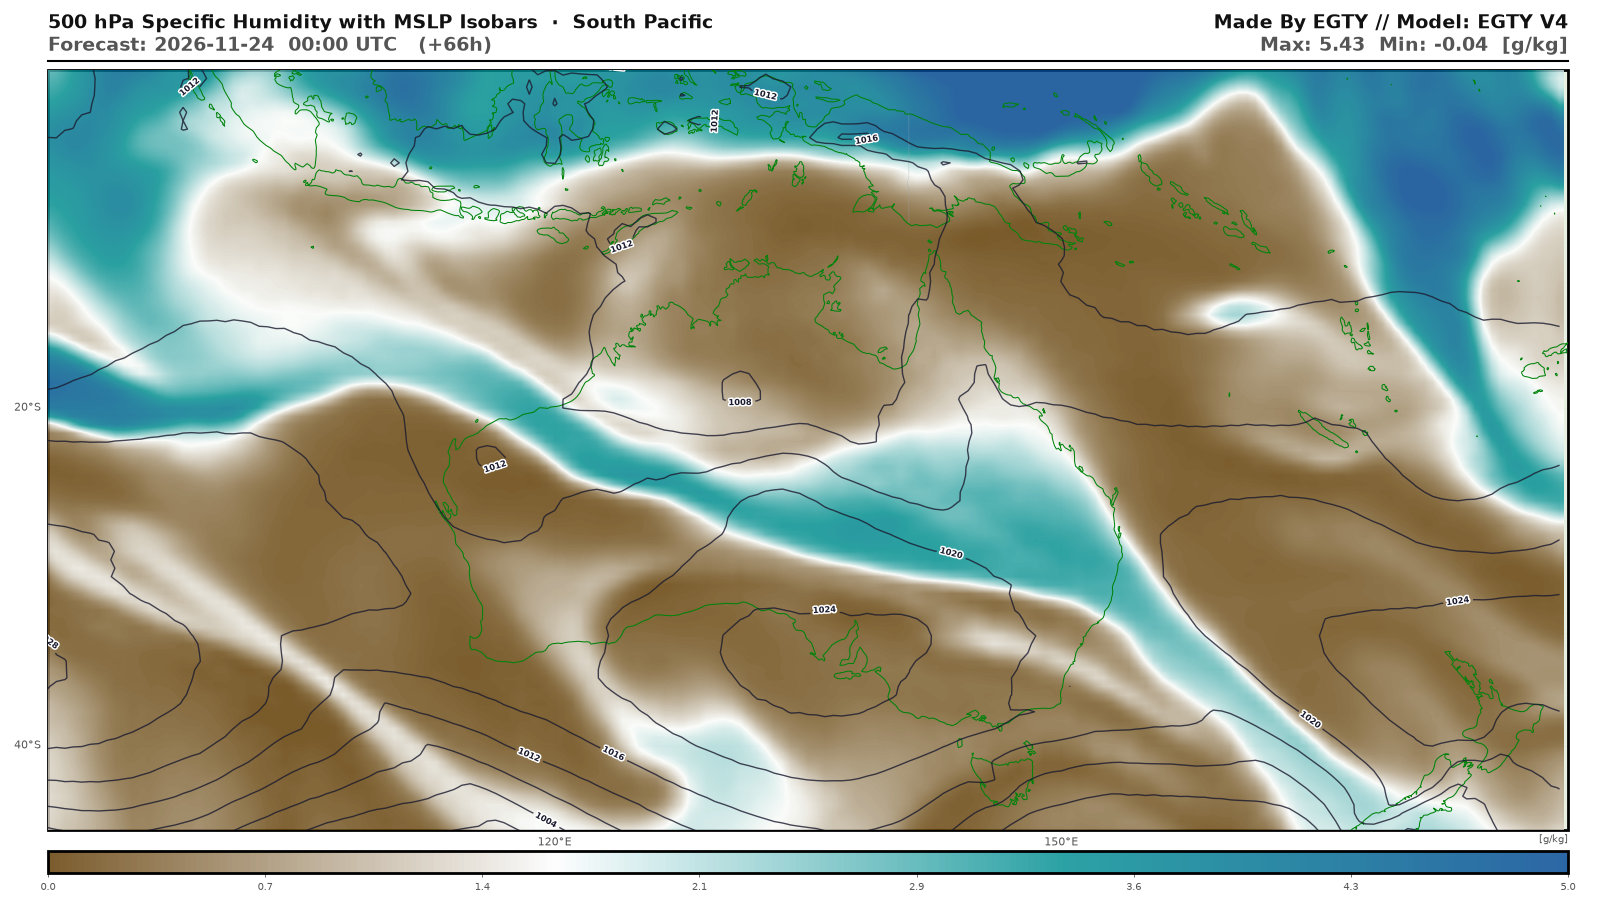 500 hPa Specific Humidity with MSLP Isobars · South Pacific
Made By EGTY // Model: EGTY V4
Forecast: 2026-11-24 00:00 UTC (+66h)
Max: 5.43 Min: -0.04 [g/kg]
1012
1012
1012
1016
1012
1008
20°S
1012
1020
1024
1024
28
1020
1016
1012
40°S
1004
120°E
150°E
[g/kg]
0.0
0.7
1.4
2.1
2.9
3.6
4.3
5.0